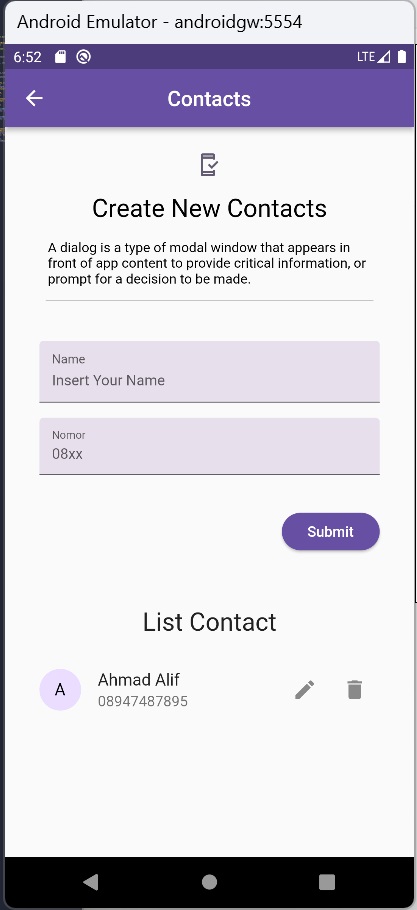 Android Emulator - androidgw:5554
6:52
LTE
Contacts
Create New Contacts
A dialog is a type of modal window that appears in
front of app content to provide critical information, or
prompt for a decision to be made.
Name
Insert Your Name
Nomor
08xx
Submit
List Contact
A
Ahmad Alif
08947487895